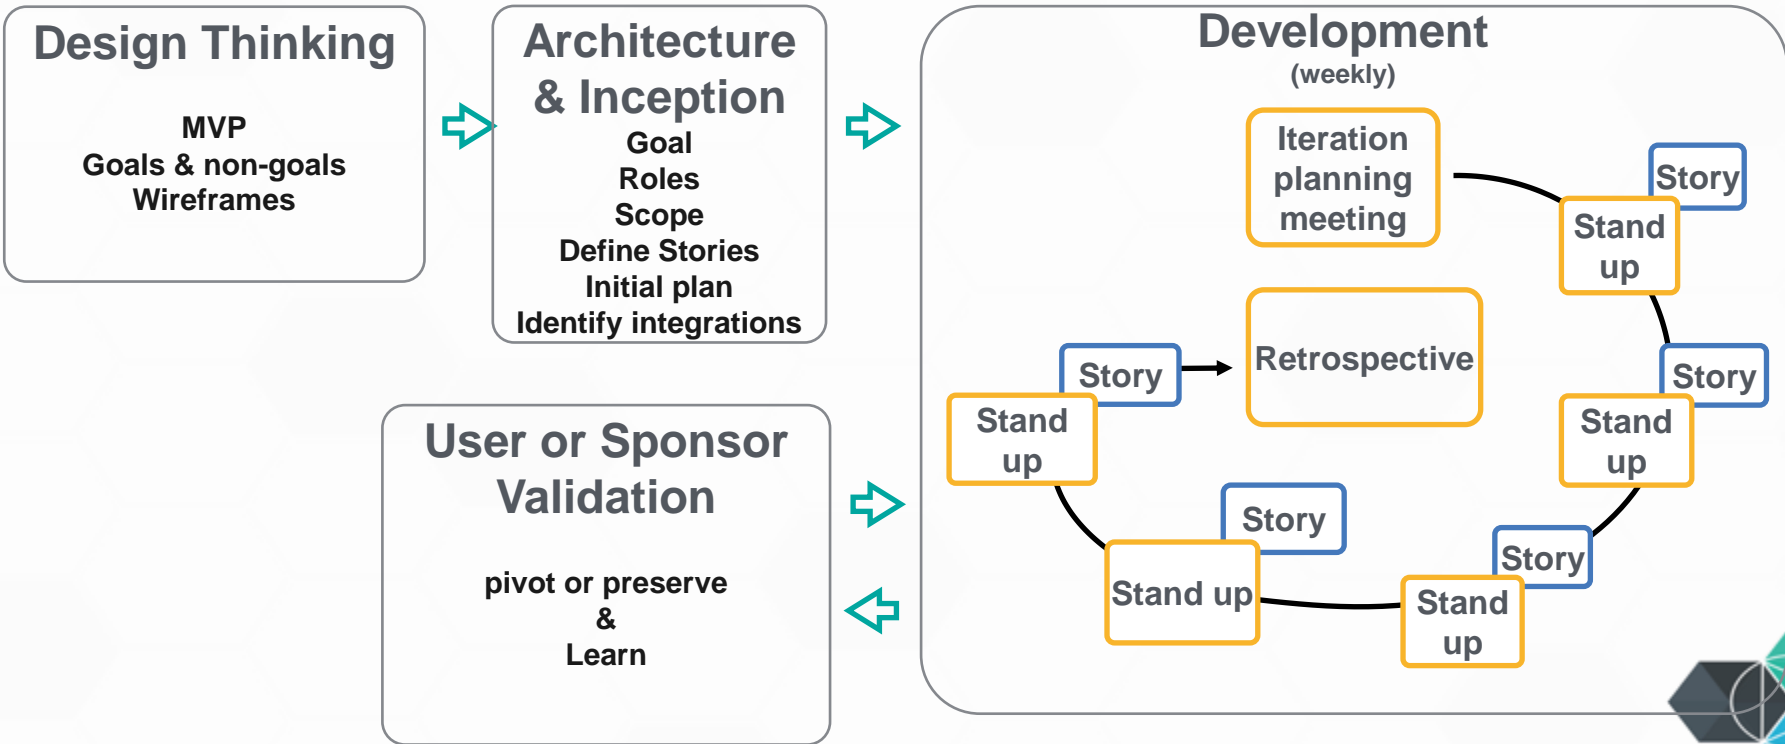 Design Thinking
MVP
Goals & non-goals
Wireframes
Architecture
& Inception
Goal
Roles
Scope
Define Stories
Initial plan
Identify integrations
Development
(weekly)
Iteration
planning
meeting
Story
Stand
up
Story
Stand
up
Story
Stand
up
Story
Stand up
Story
Stand
up
Retrospective
User or Sponsor
Validation
pivot or preserve
&
Learn